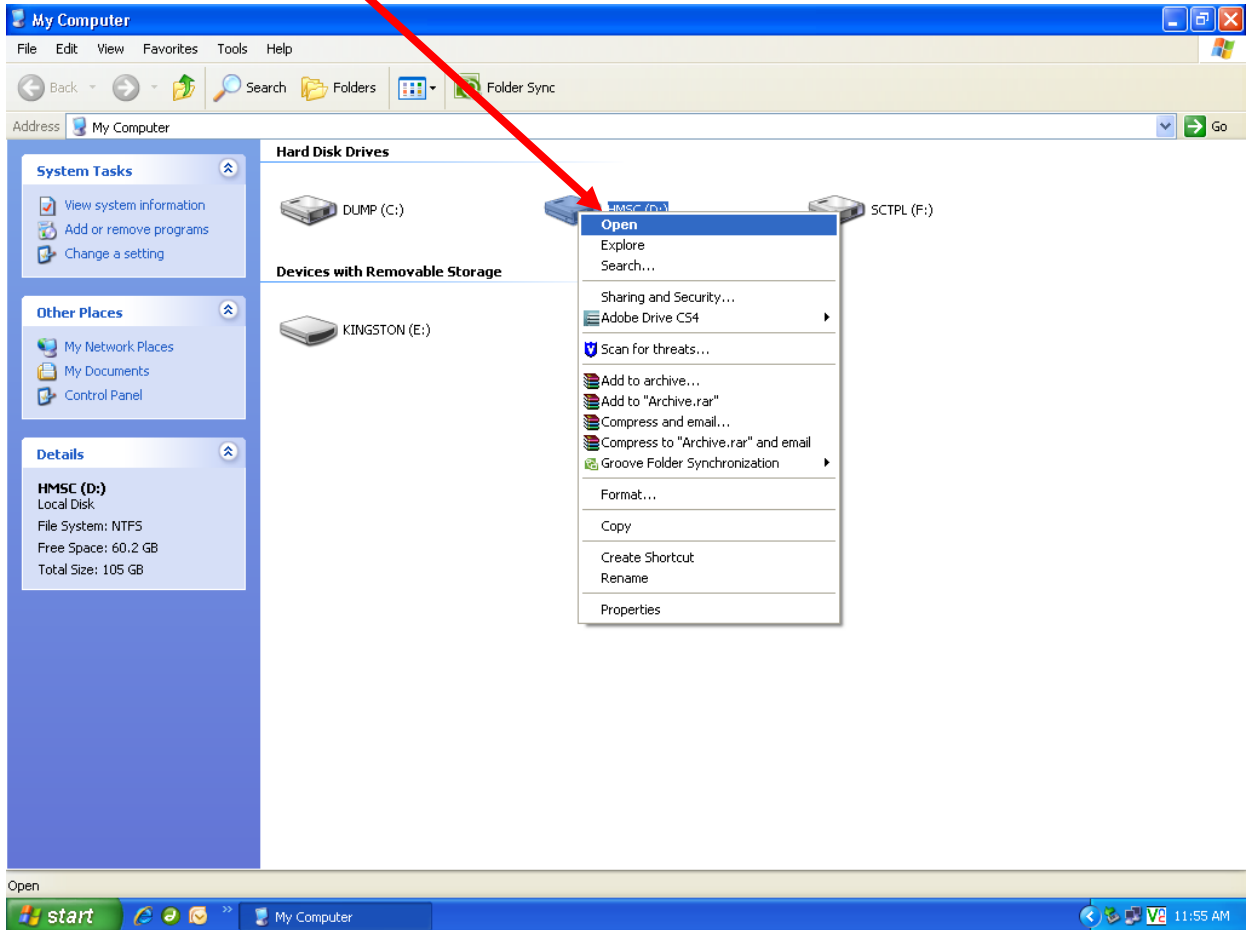 My Computer
File Edit View Favorites Tools Help
Back Search Folders Folder Sync
Address My Computer Go
System Tasks
View system information
Add or remove programs
Change a setting
Other Places
My Network Places
My Documents
Control Panel
Details
HMSC (D:)
Local Disk
File System: NTFS
Free Space: 60.2 GB
Total Size: 105 GB
Hard Disk Drives
DUMP (C:) HMSC (D:) SCTPL (F:)
Devices with Removable Storage
KINGSTON (E:)
Open
Explore
Search...
Sharing and Security...
Adobe Drive CS4
Scan for threats...
Add to archive...
Add to "Archive.rar"
Compress and email...
Compress to "Archive.rar" and email
Groove Folder Synchronization
Format...
Copy
Create Shortcut
Rename
Properties
Open
start My Computer 11:55 AM